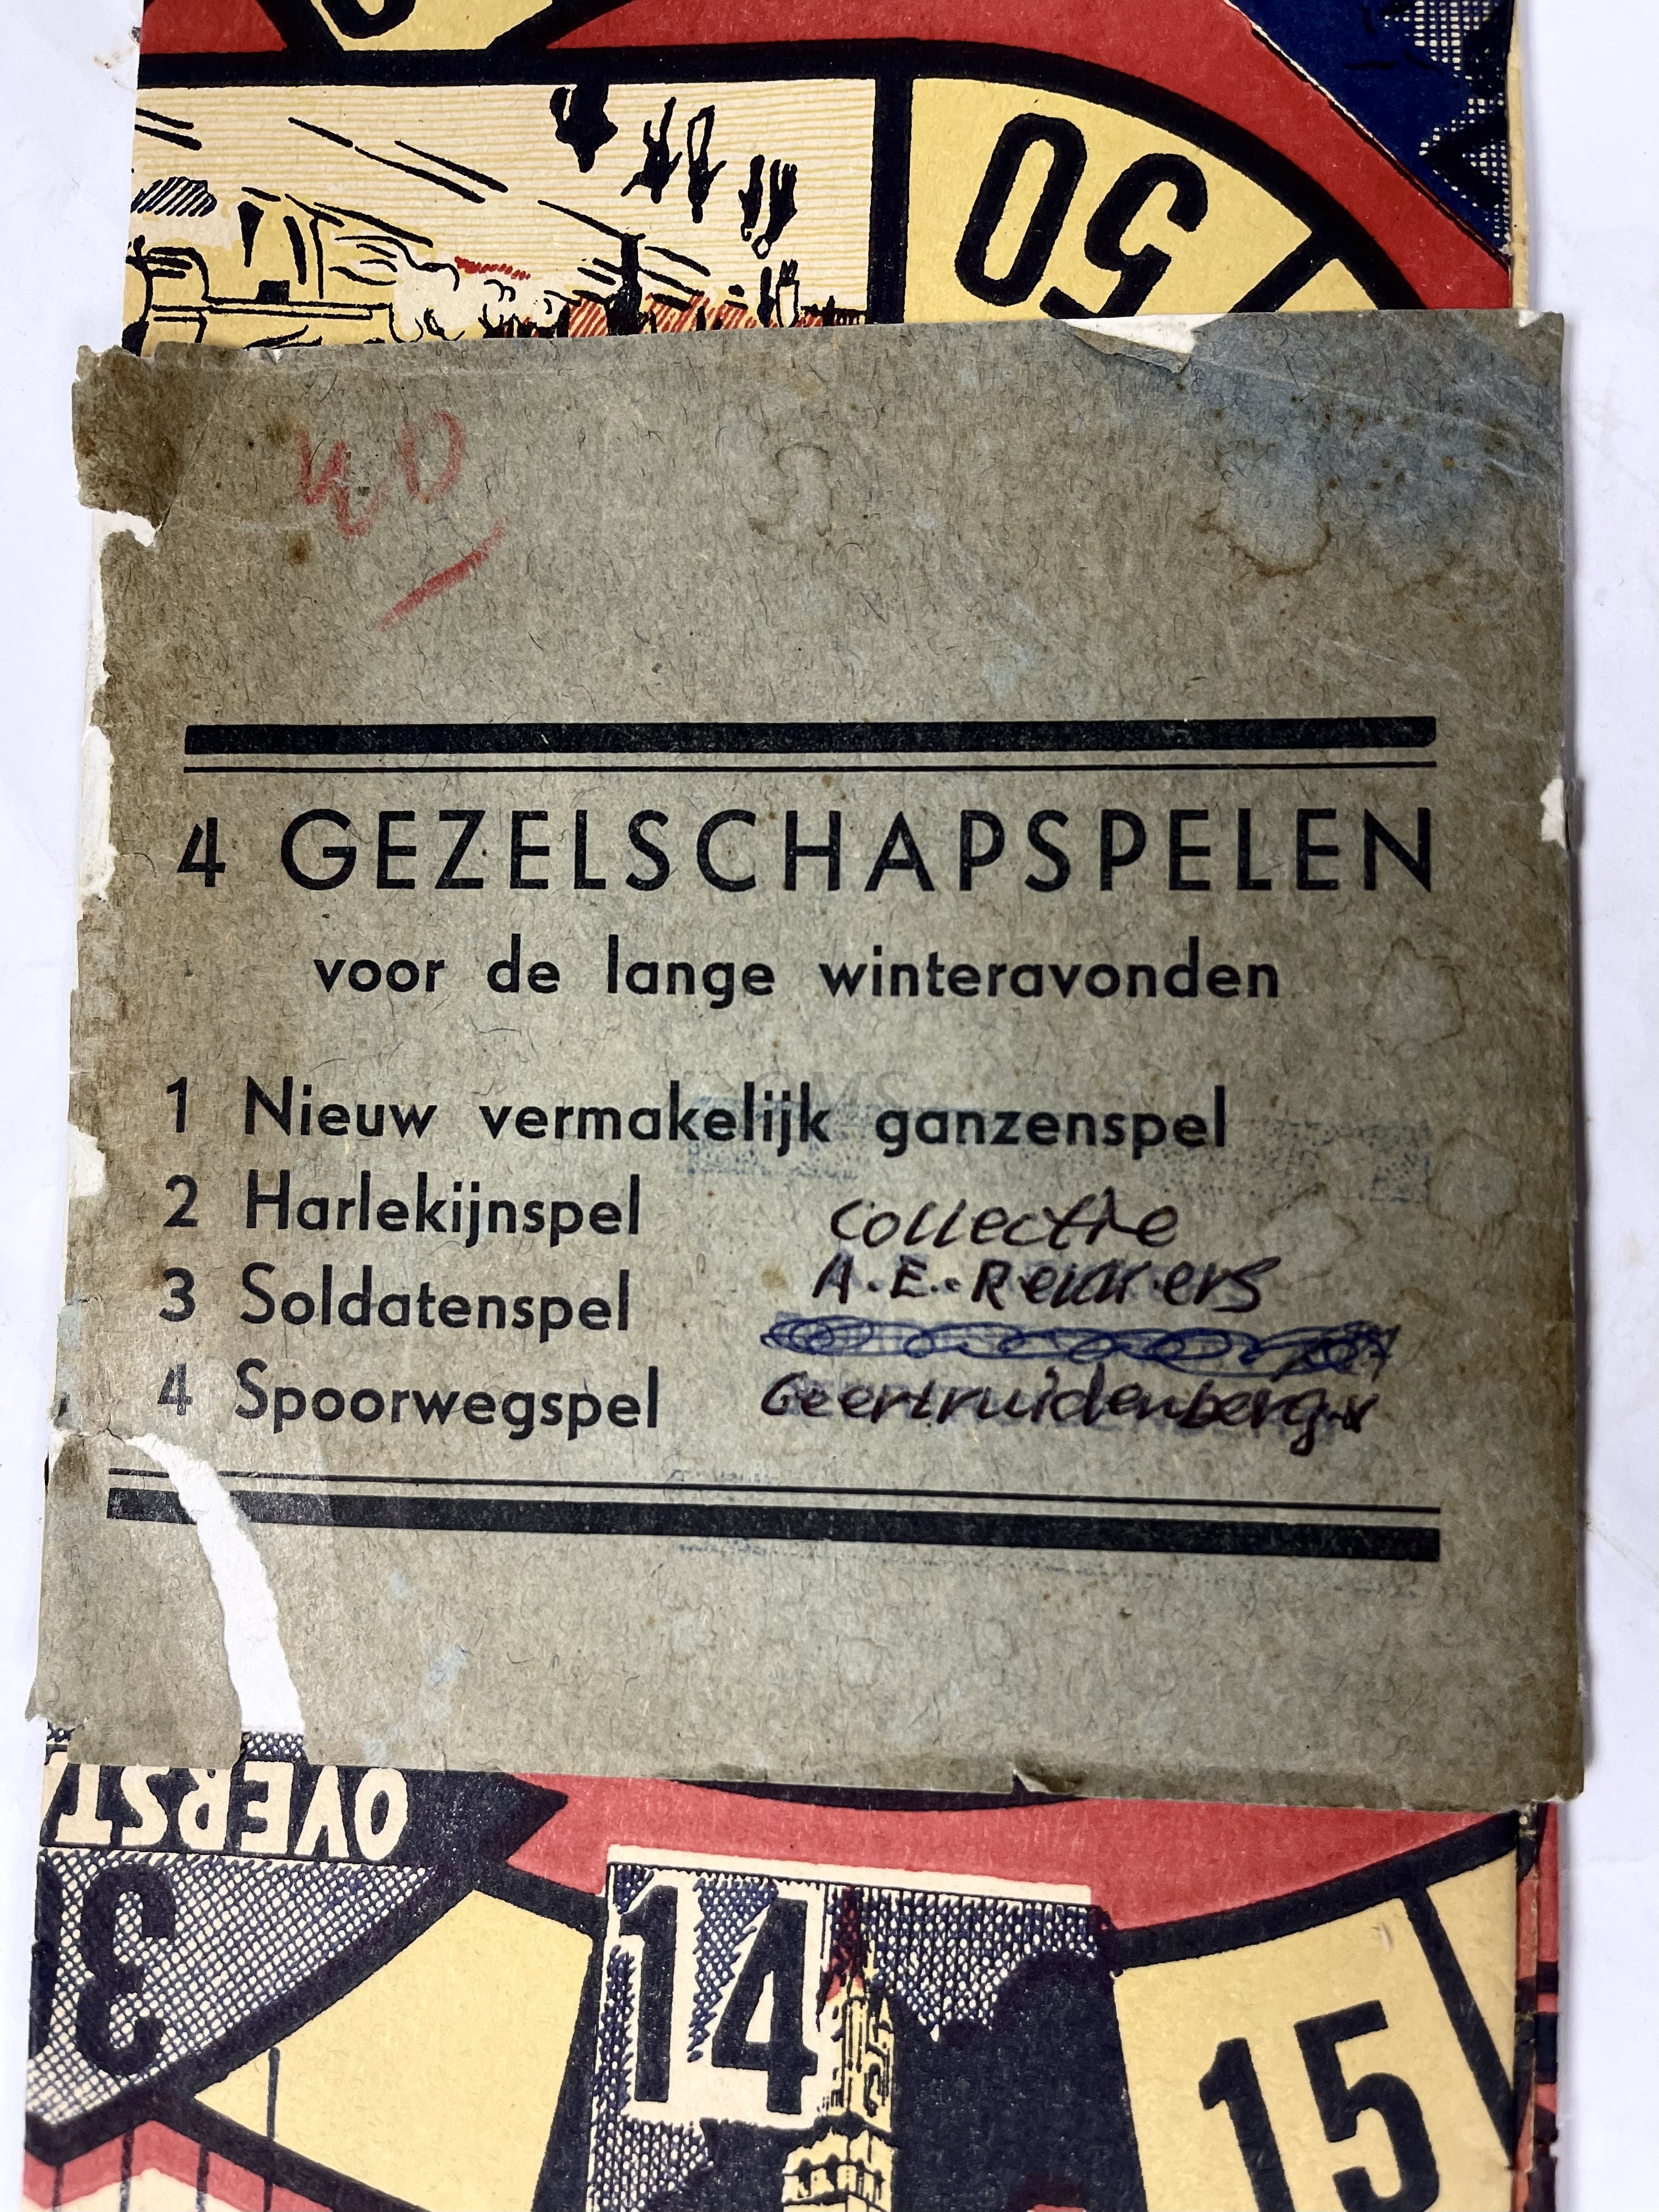 50
4 GEZELSCHAPSPELEN
voor de lange winteravonden
1 Nieuw vermakelijk ganzenspel
2 Harlekijnspel
3 Soldatenspel
4 Spoorwegspel
Collectie
A.E.
Geertruidenberg
OVERST
3
14
15